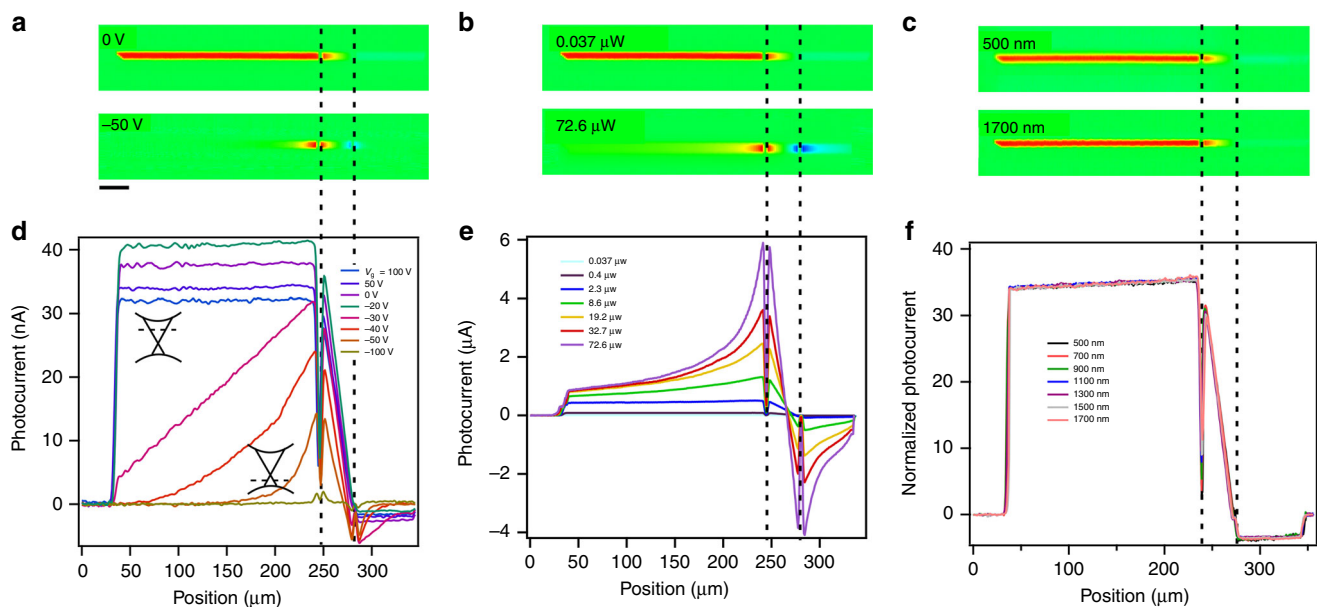 a
0 V
−50 V
b
0.037 μW
72.6 μW
c
500 nm
1700 nm
d
Photocurrent (nA)
40
30
20
10
0
Vg = 100 V
50 V
0 V
−20 V
−30 V
−40 V
−50 V
−100 V
0 50 100 150 200 250 300
Position (μm)
e
Photocurrent (μA)
6
4
2
0
−2
−4
0.037 μw
0.4 μw
2.3 μw
8.6 μw
19.2 μw
32.7 μw
72.6 μw
0 50 100 150 200 250 300
Position (μm)
f
Normalized photocurrent
40
30
20
10
0
500 nm
700 nm
900 nm
1100 nm
1300 nm
1500 nm
1700 nm
0 50 100 150 200 250 300
Position (μm)